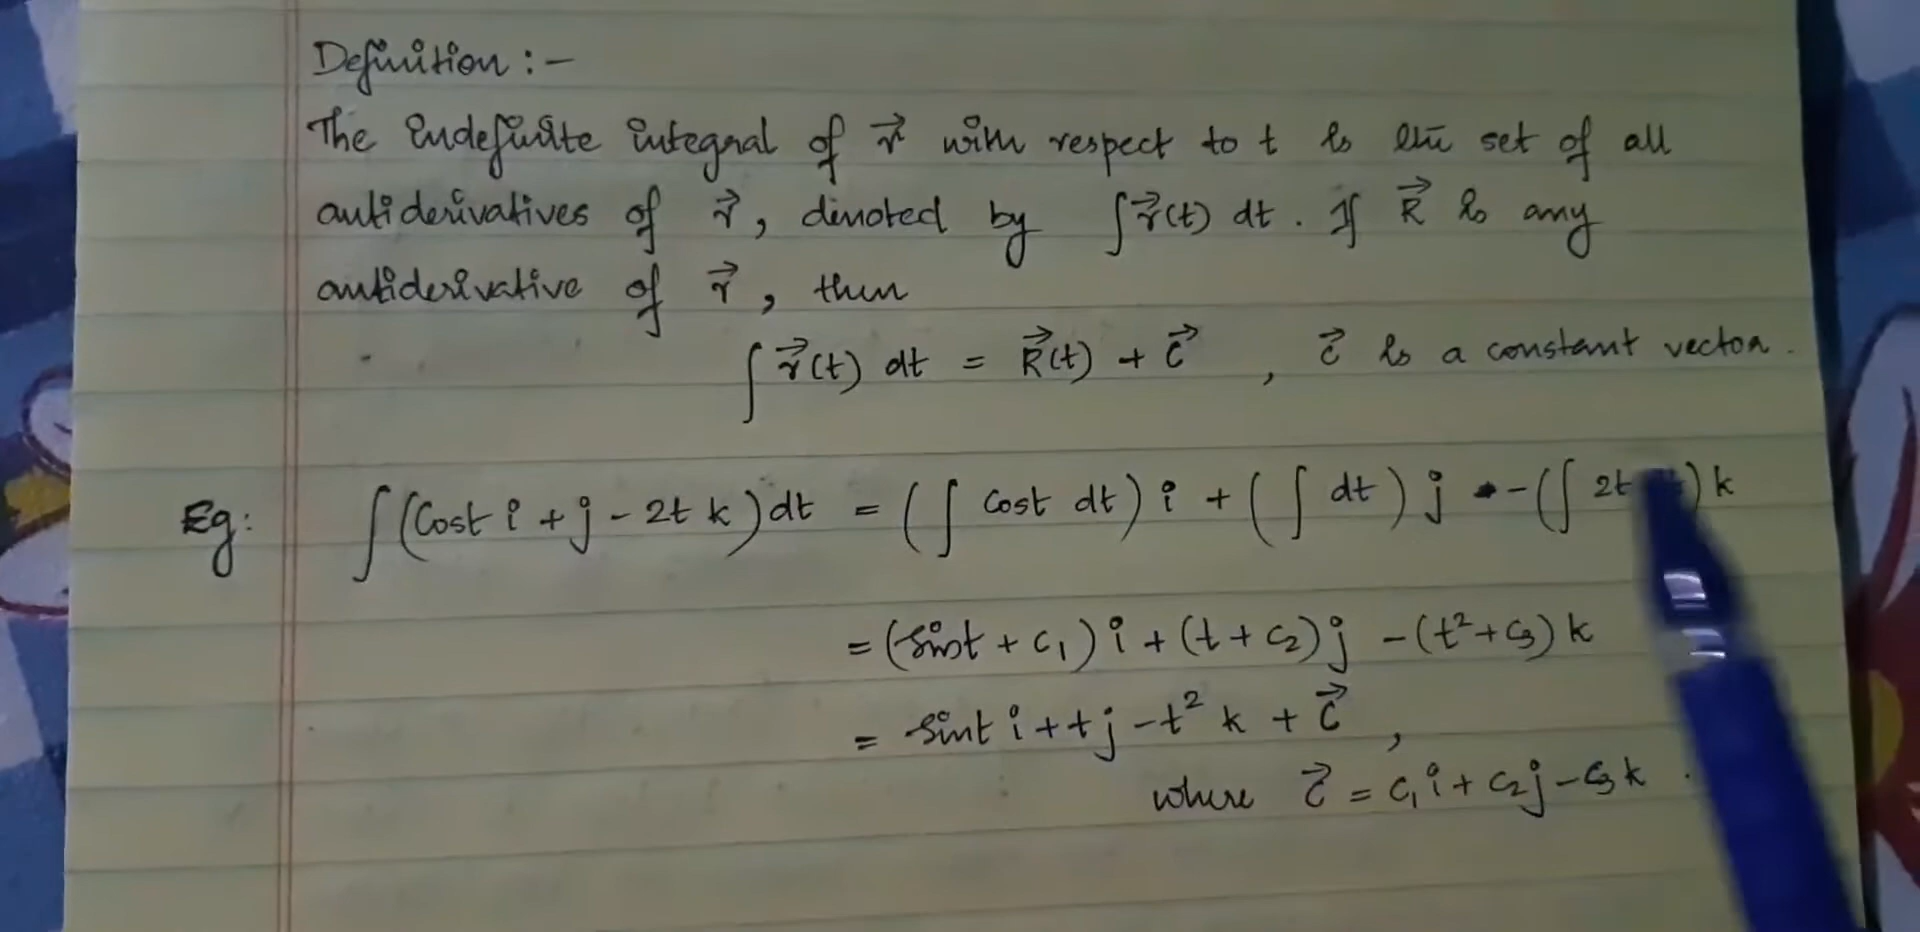 Definition :-
The indefinite integral of r⃗ with respect to t is the set of all
antiderivatives of r⃗, denoted by ∫r⃗(t) dt. If R⃗ is any
antiderivative of r⃗, then
∫ r⃗(t) dt = R⃗(t) + C⃗ , C⃗ is a constant vector.
Eg: ∫(Cost i + j - 2t k) dt = (∫ cost dt) i + (∫ dt) j - (∫ 2t ) k
= (sint + c₁) i + (t + c₂) j - (t² + c₃) k
= sint i + t j - t² k + C⃗ ,
where C⃗ = c₁ i + c₂ j - c₃ k .